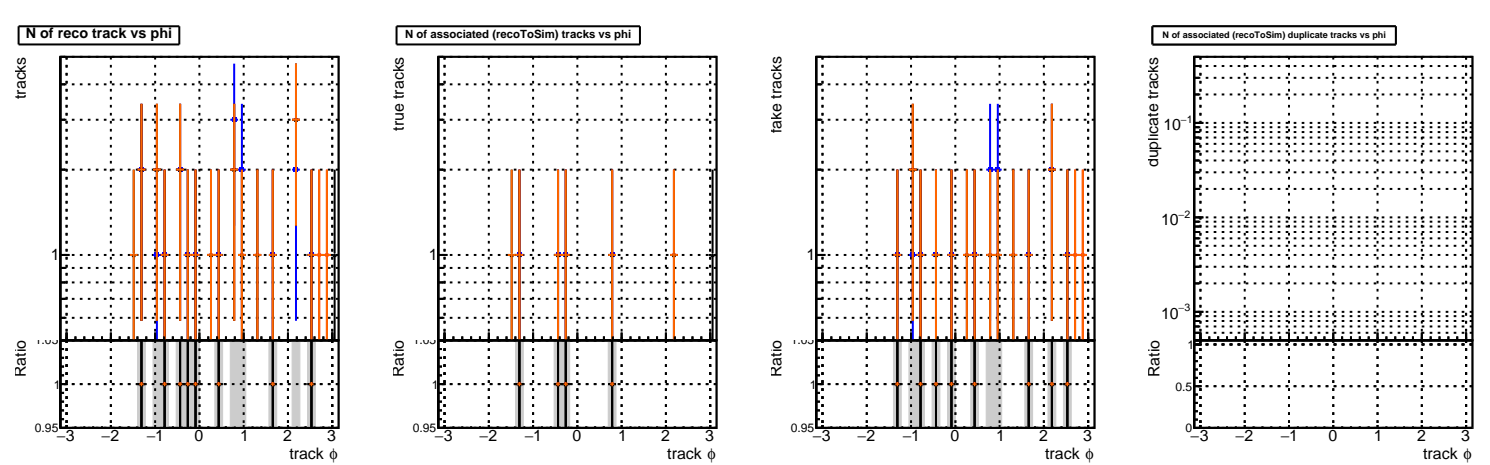 N of reco track vs phi
tracks
1
Ratio
1.05
1
0.95
−3 −2 −1 0 1 2 3
track ϕ
N of associated (recoToSim) tracks vs phi
true tracks
1
Ratio
1.05
1
0.95
−3 −2 −1 0 1 2 3
track ϕ
fake tracks
1
Ratio
1.05
1
0.95
−3 −2 −1 0 1 2 3
track ϕ
N of associated (recoToSim) duplicate tracks vs phi
duplicate tracks
10⁻¹
10⁻²
10⁻³
Ratio
1
0.5
0
−3 −2 −1 0 1 2 3
track ϕ